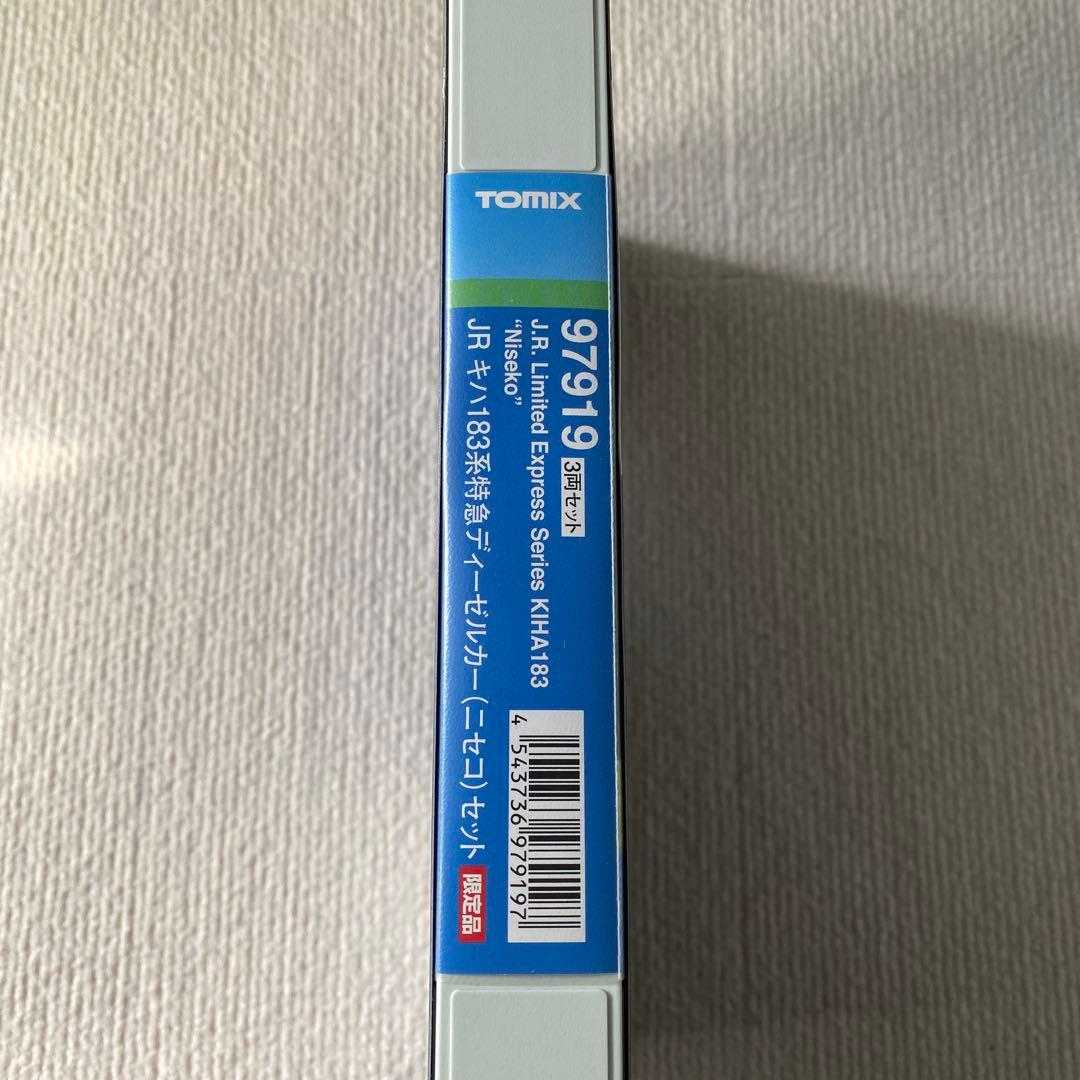 TOMIX
97919 3両セット
J.R. Limited Express Series KIHA183
“Niseko”
JR キハ183系特急ディーゼルカー(ニセコ)セット 限定品
4 543736 979197